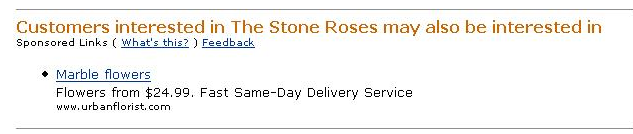 Customers interested in The Stone Roses may also be interested in
Sponsored Links ( What's this? ) Feedback
• Marble flowers
Flowers from $24.99. Fast Same-Day Delivery Service
www.urbanflorist.com